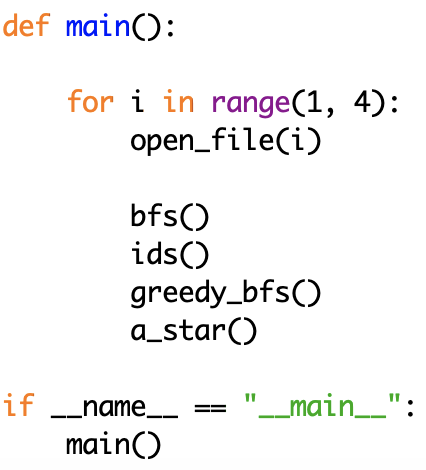 def main():
    for i in range(1, 4):
        open_file(i)
        bfs()
        ids()
        greedy_bfs()
        a_star()
if __name__ == "__main__":
    main()